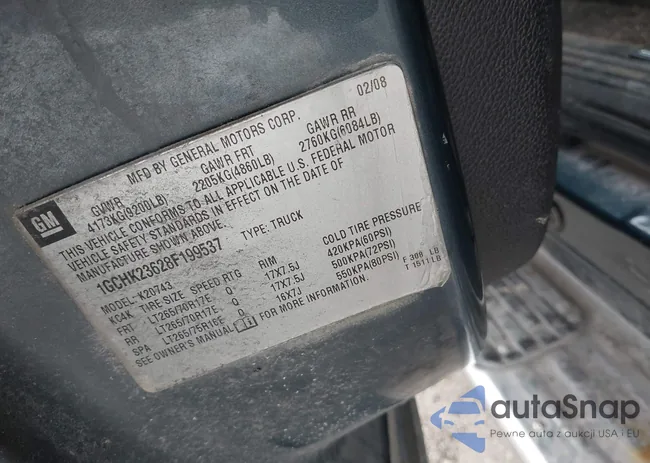 02/08
GM
MFD BY GENERAL MOTORS CORP.
GVWR GAWR FRT GAWR RR
4173KG(9200LB) 2205KG(4860LB) 2760KG(6084LB)
THIS VEHICLE CONFORMS TO ALL APPLICABLE U.S. FEDERAL MOTOR
VEHICLE SAFETY STANDARDS IN EFFECT ON THE DATE OF
MANUFACTURE SHOWN ABOVE.
1GCHK23628F199537 TYPE: TRUCK
MODEL: K20743
KC4K TIRE SIZE SPEED RTG RIM COLD TIRE PRESSURE
FRT LT265/70R17E Q 17X7.5J 420KPA(60PSI)
RR LT265/70R17E Q 17X7.5J 500KPA(72PSI)
SPA LT265/75R16E Q 16X7J 550KPA(80PSI)
SEE OWNER'S MANUAL FOR MORE INFORMATION.
F 308 LB
T 1511LB
autaSnap
Pewne auta z aukcji USA i EU